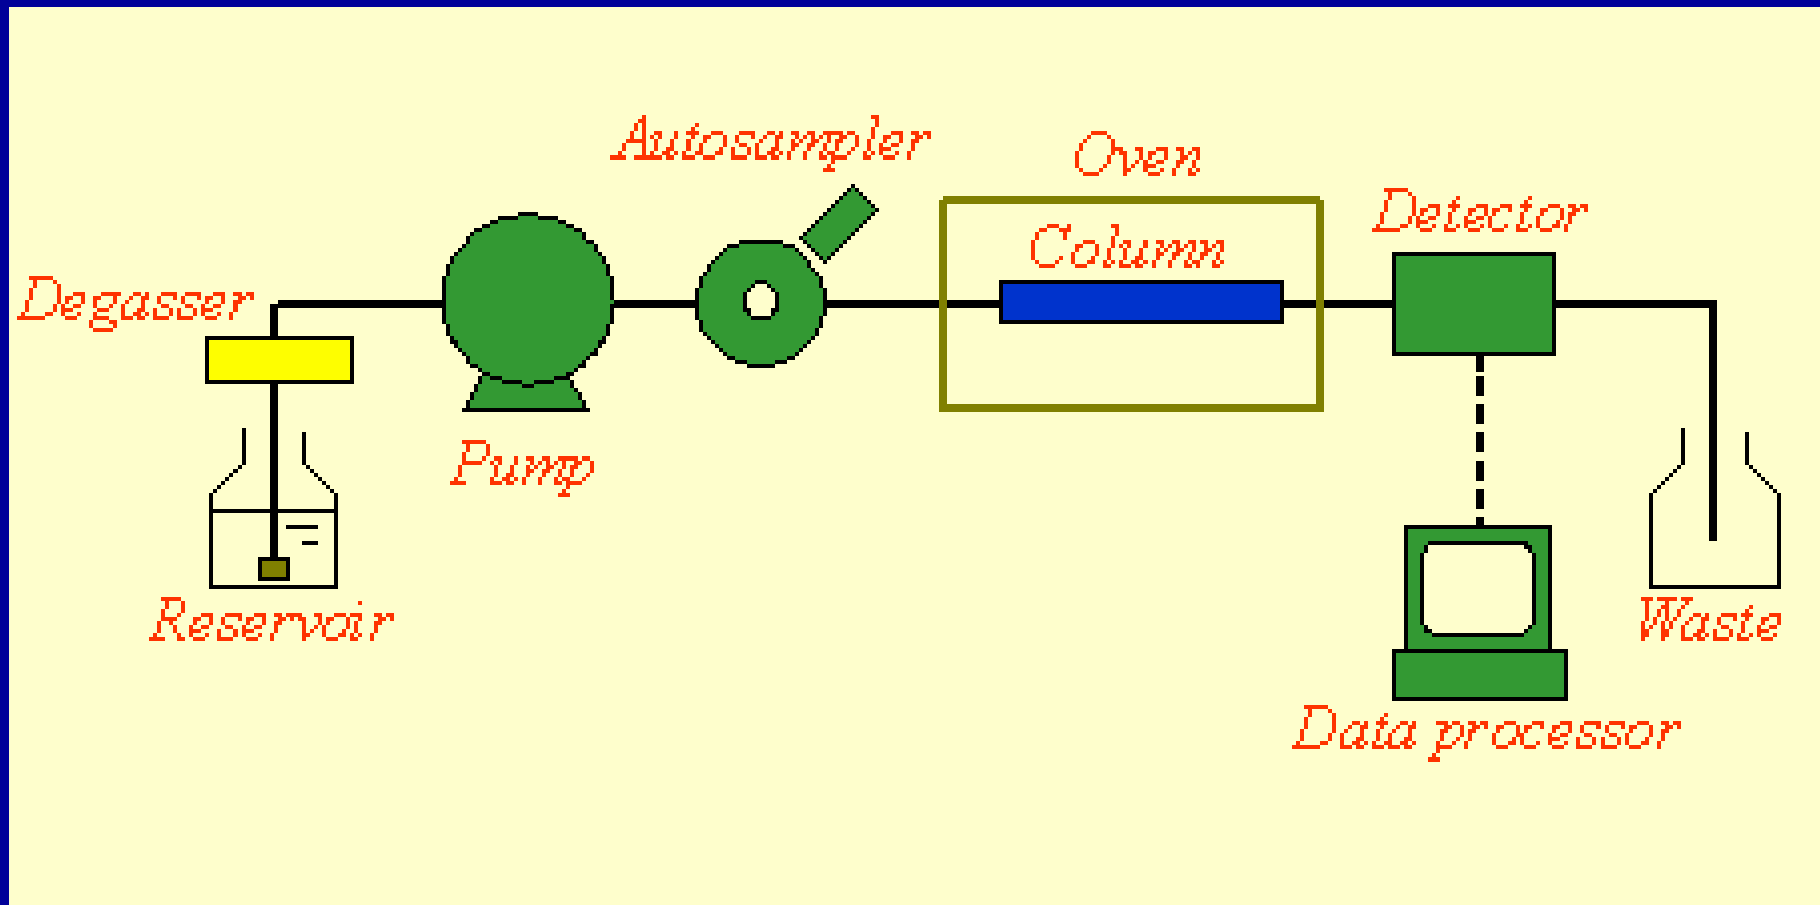 Autosampler
Oven
Detector
Column
Degasser
Pump
Reservoir
Waste
Data processor